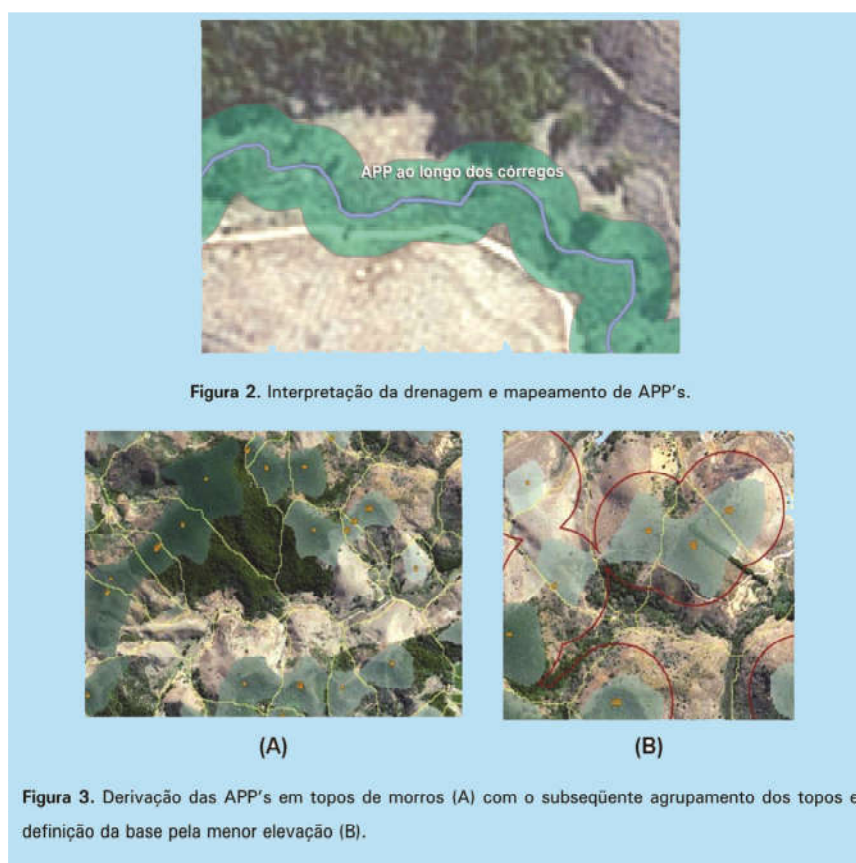 APP ao longo dos córregos
Figura 2. Interpretação da drenagem e mapeamento de APP's.
(A)
(B)
Figura 3. Derivação das APP's em topos de morros (A) com o subseqüente agrupamento dos topos e
definição da base pela menor elevação (B).